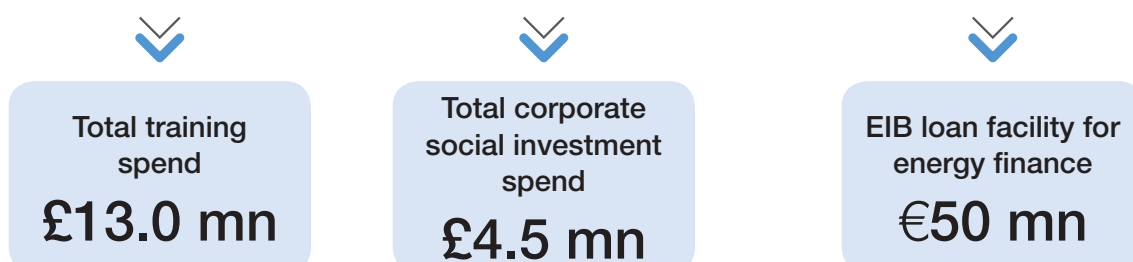 Total training
spend
£13.0 mn
Total corporate
social investment
spend
£4.5 mn
EIB loan facility for
energy finance
€50 mn